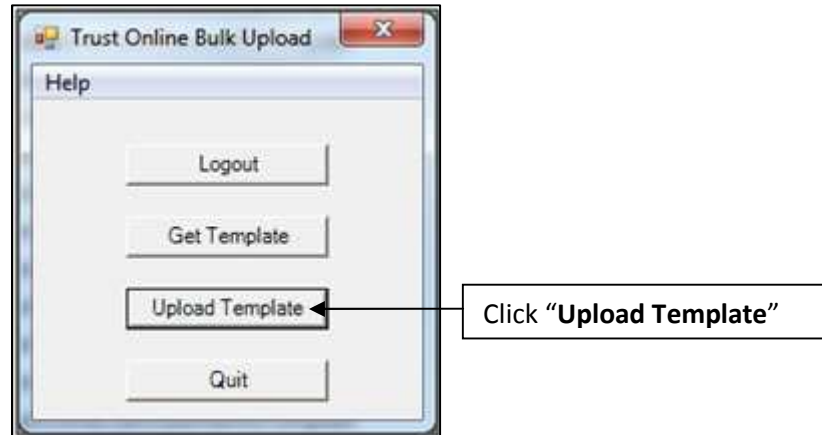 Trust Online Bulk Upload
Help
Logout
Get Template
Upload Template
Click “Upload Template”
Quit